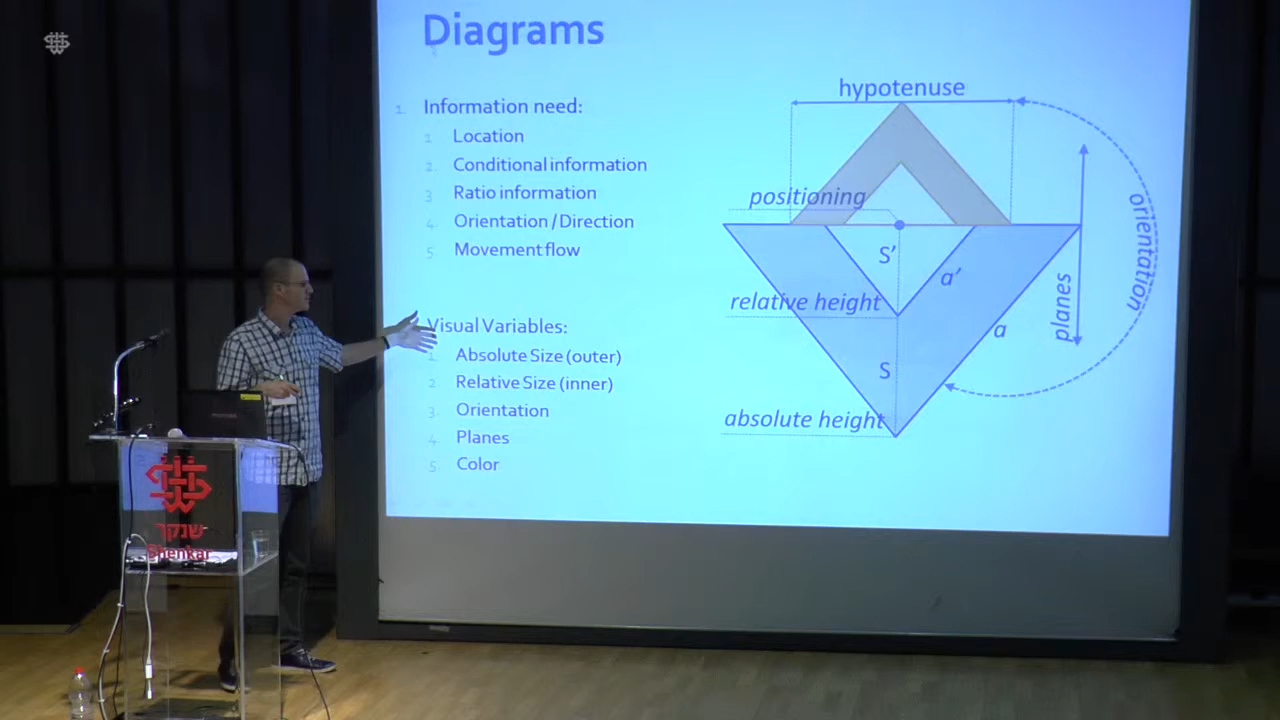 Diagrams
1. Information need:
1. Location
2. Conditional information
3. Ratio information
4. Orientation / Direction
5. Movement flow
Visual Variables:
1. Absolute Size (outer)
2. Relative Size (inner)
3. Orientation
4. Planes
5. Color
hypotenuse
positioning
orientation
S'
a'
planes
relative height
a
S
absolute height
שנקר
Shenkar